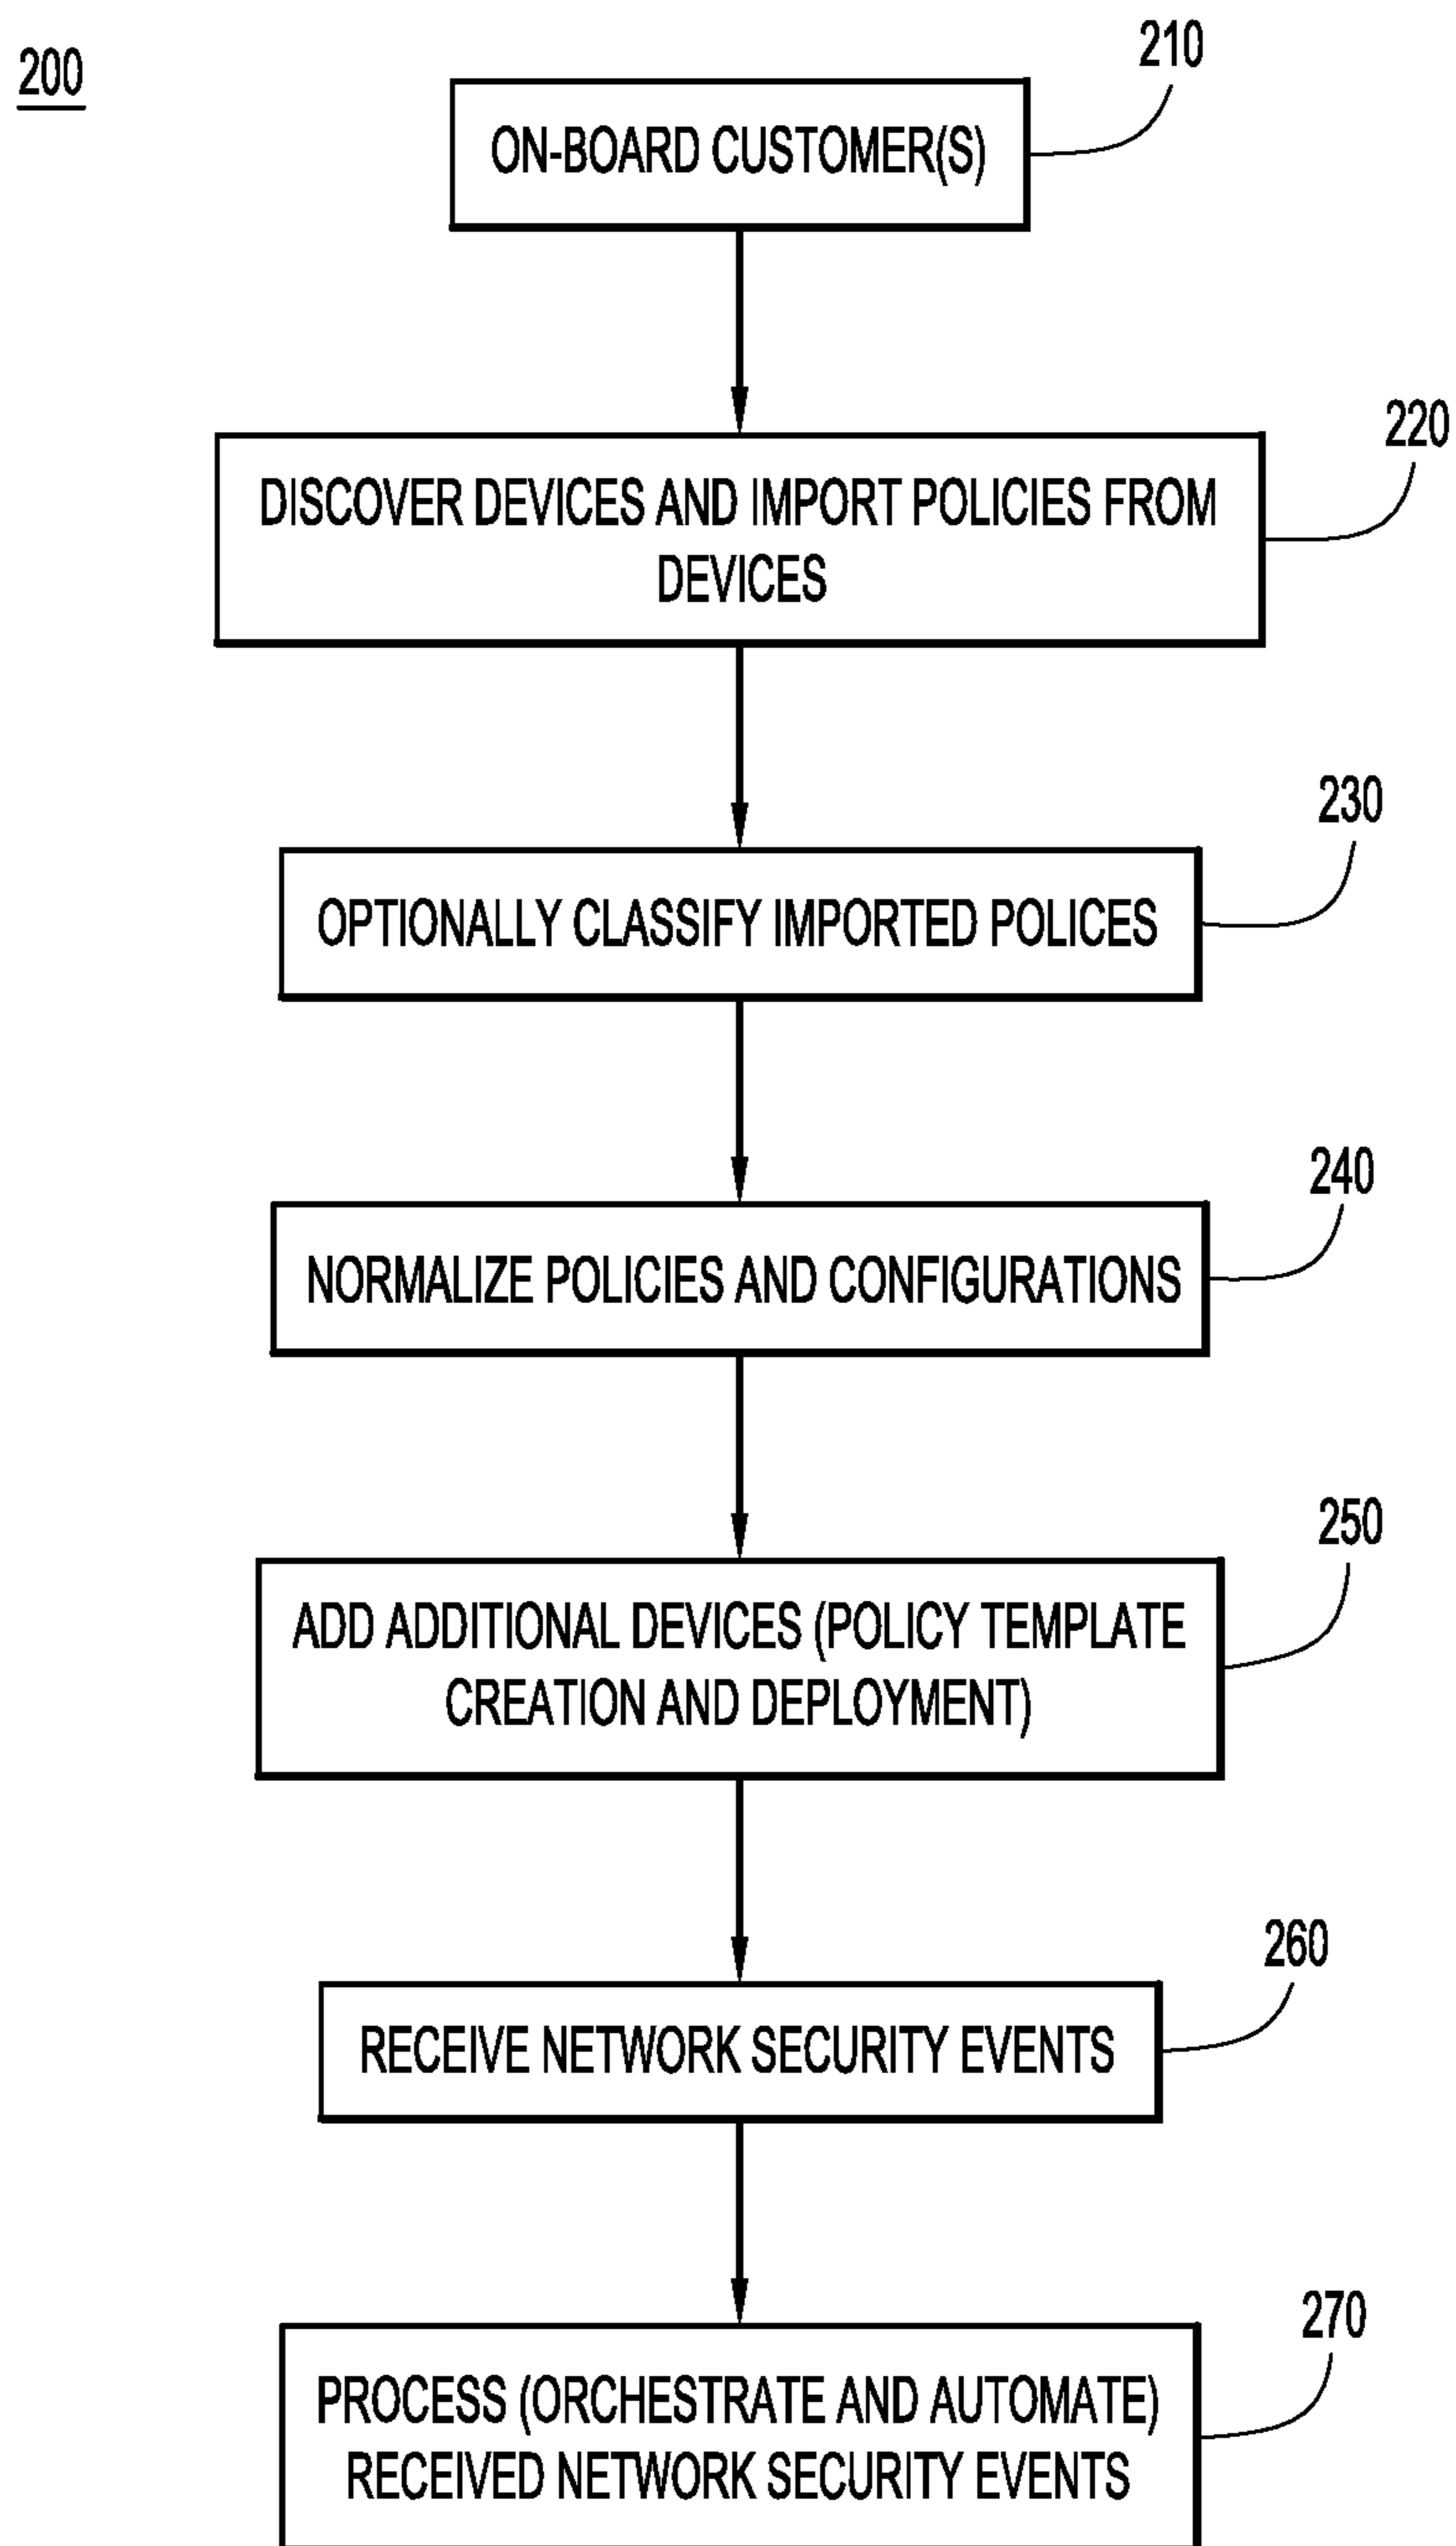 200
210
ON-BOARD CUSTOMER(S)
220
DISCOVER DEVICES AND IMPORT POLICIES FROM
DEVICES
230
OPTIONALLY CLASSIFY IMPORTED POLICES
240
NORMALIZE POLICIES AND CONFIGURATIONS
250
ADD ADDITIONAL DEVICES (POLICY TEMPLATE
CREATION AND DEPLOYMENT)
260
RECEIVE NETWORK SECURITY EVENTS
270
PROCESS (ORCHESTRATE AND AUTOMATE)
RECEIVED NETWORK SECURITY EVENTS